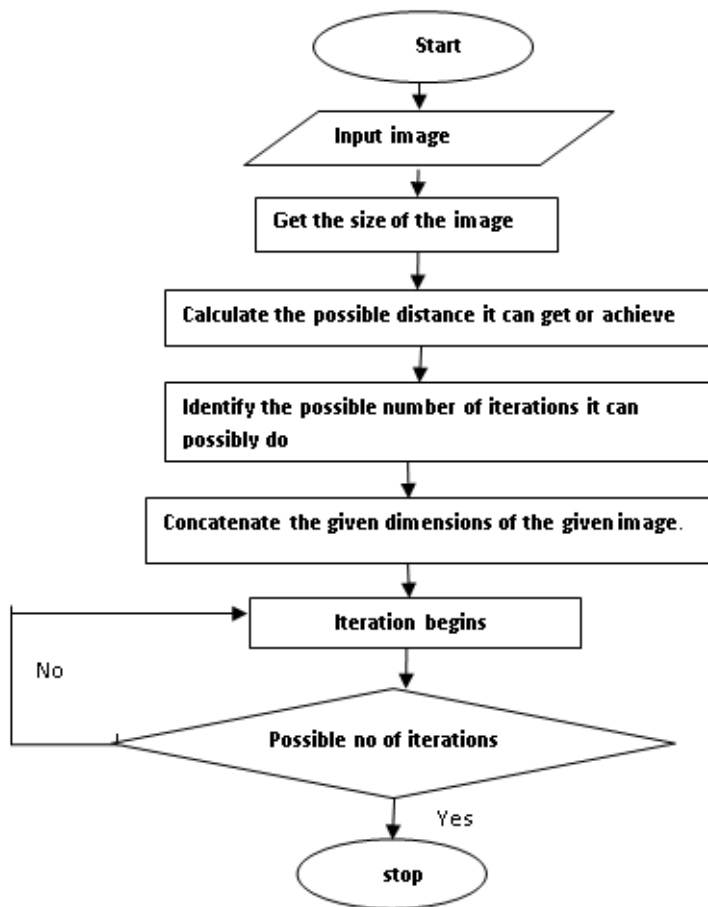 Start
Input image
Get the size of the image
Calculate the possible distance it can get or achieve
Identify the possible number of iterations it can
possibly do
Concatenate the given dimensions of the given image.
Iteration begins
No
Possible no of iterations
Yes
stop